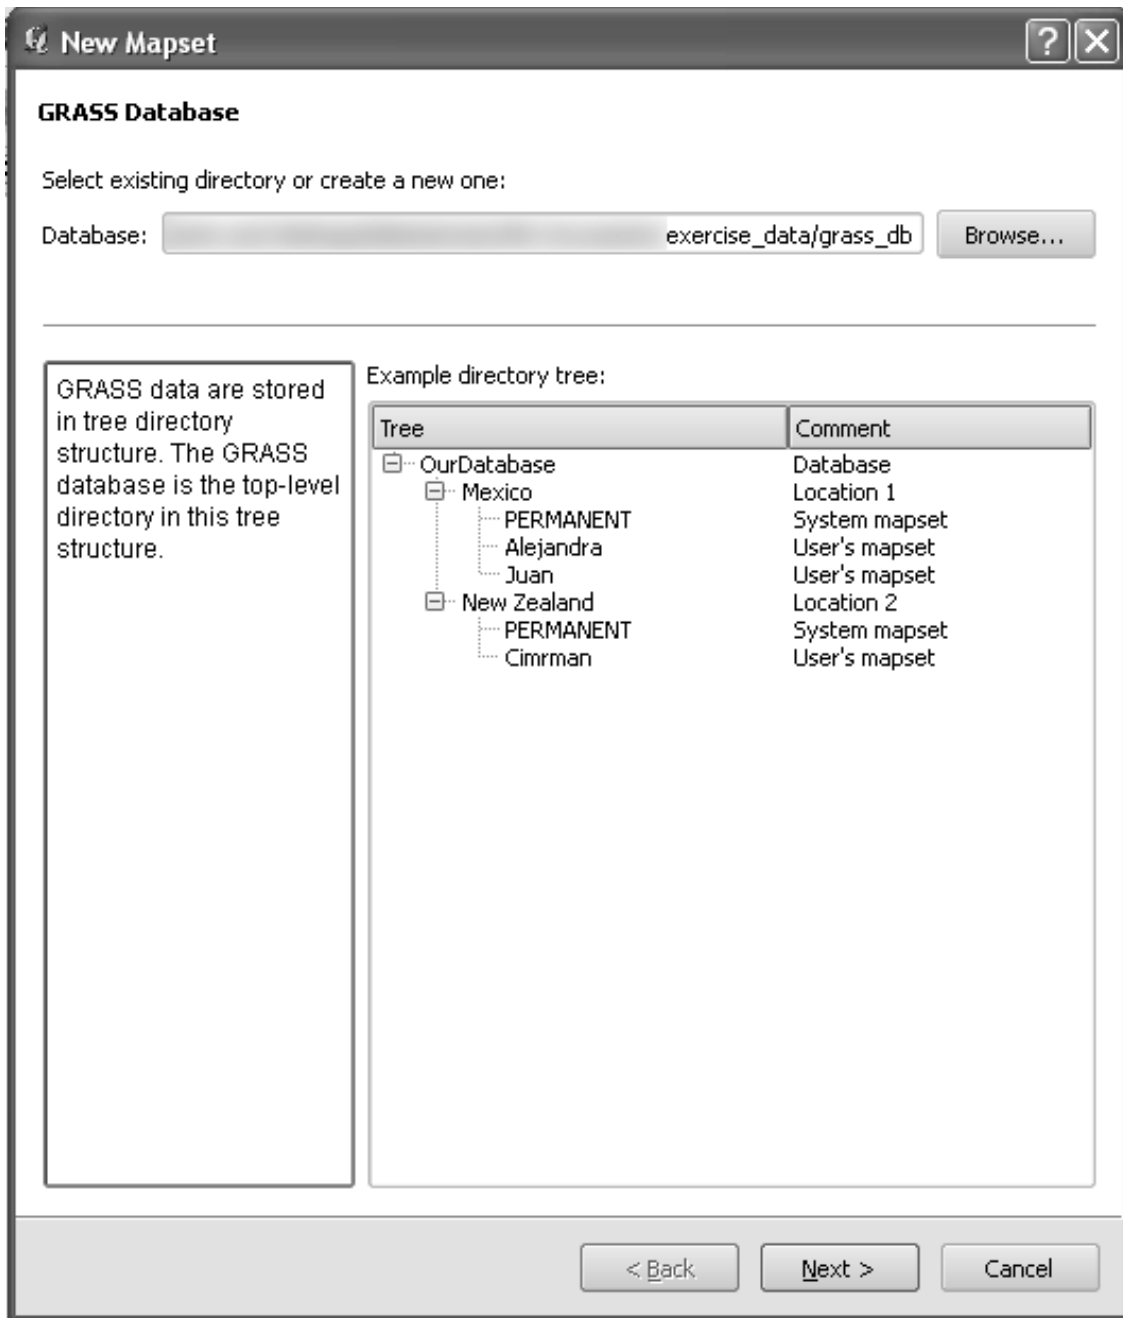 New Mapset
GRASS Database
Select existing directory or create a new one:
Database: exercise_data/grass_db Browse...
GRASS data are stored
in tree directory
structure. The GRASS
database is the top-level
directory in this tree
structure.
Example directory tree:
Tree Comment
OurDatabase Database
Mexico Location 1
PERMANENT System mapset
Alejandra User's mapset
Juan User's mapset
New Zealand Location 2
PERMANENT System mapset
Cimrman User's mapset
< Back Next > Cancel